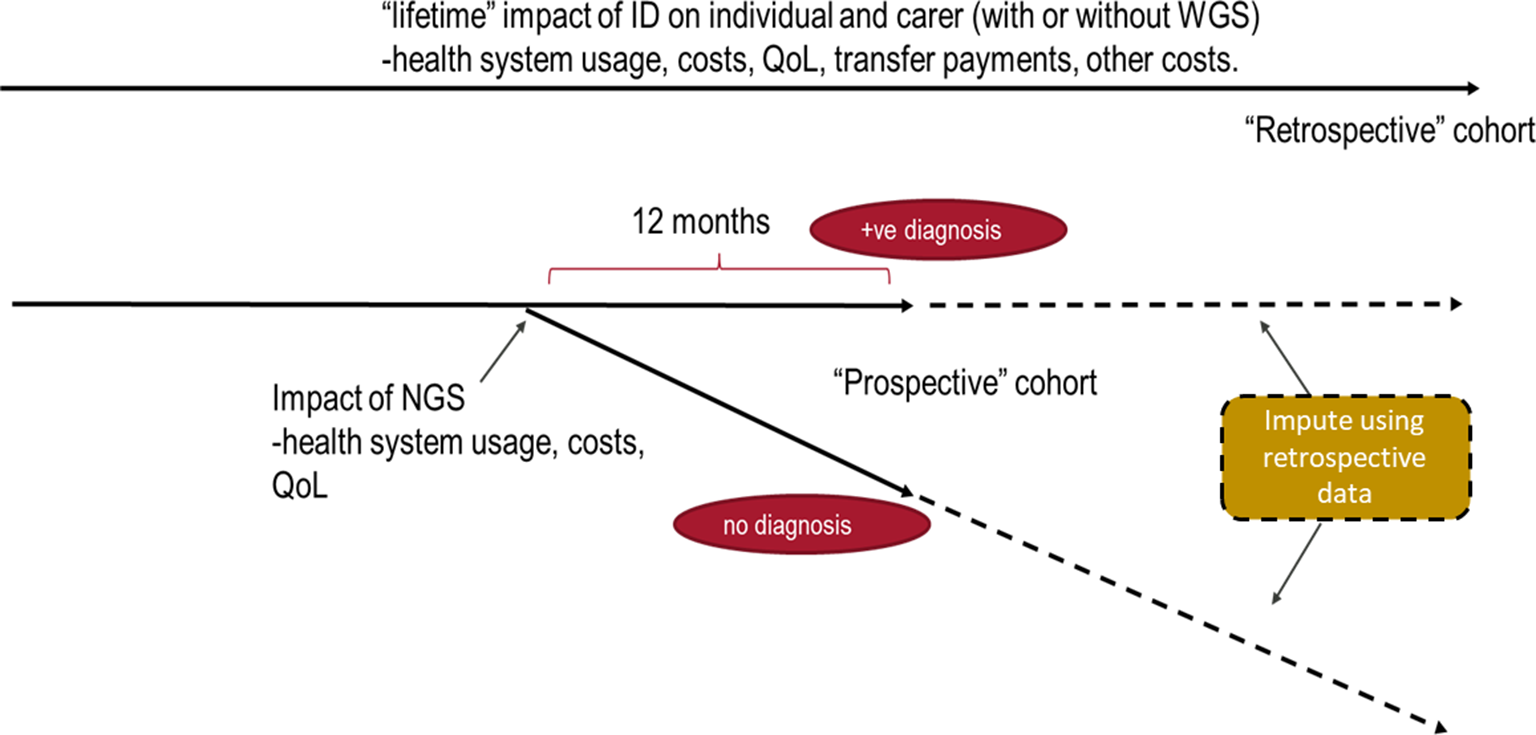 “lifetime” impact of ID on individual and carer (with or without WGS)
-health system usage, costs, QoL, transfer payments, other costs.
“Retrospective” cohort
12 months
+ve diagnosis
“Prospective” cohort
Impact of NGS
-health system usage, costs,
QoL
Impute using
retrospective
data
no diagnosis